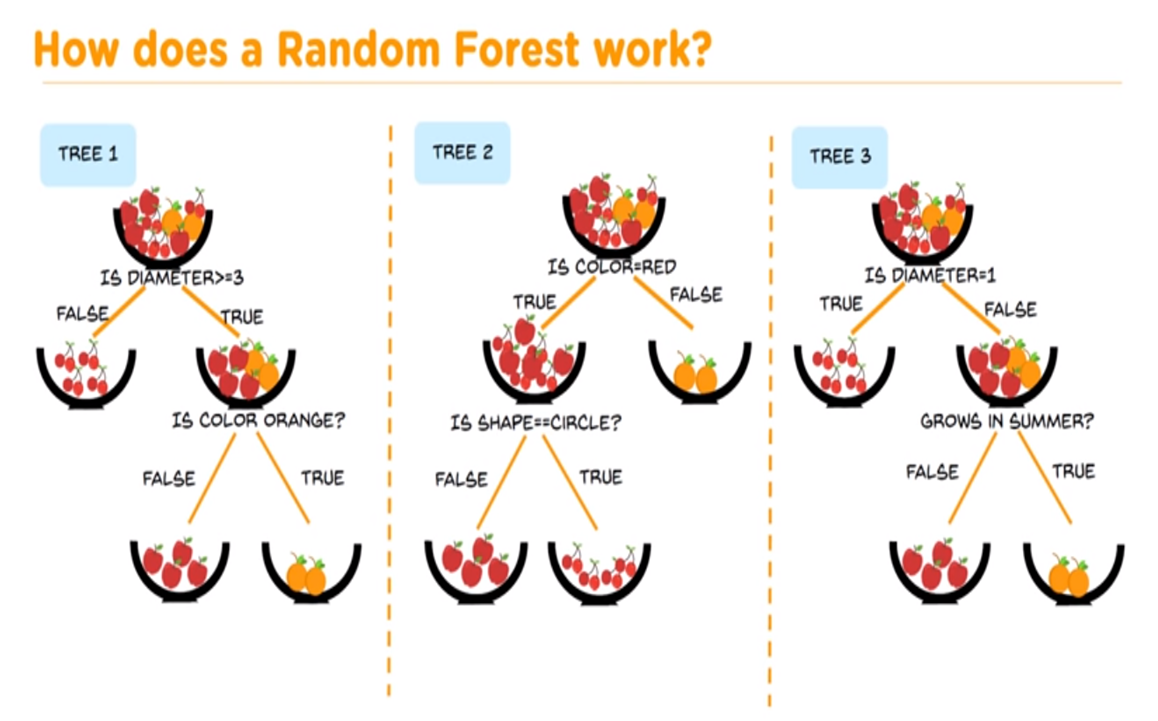 How does a Random Forest work?
TREE 1
IS DIAMETER>=3
FALSE
TRUE
IS COLOR ORANGE?
FALSE
TRUE
TREE 2
IS COLOR=RED
TRUE
FALSE
IS SHAPE==CIRCLE?
FALSE
TRUE
TREE 3
IS DIAMETER=1
TRUE
FALSE
GROWS IN SUMMER?
FALSE
TRUE